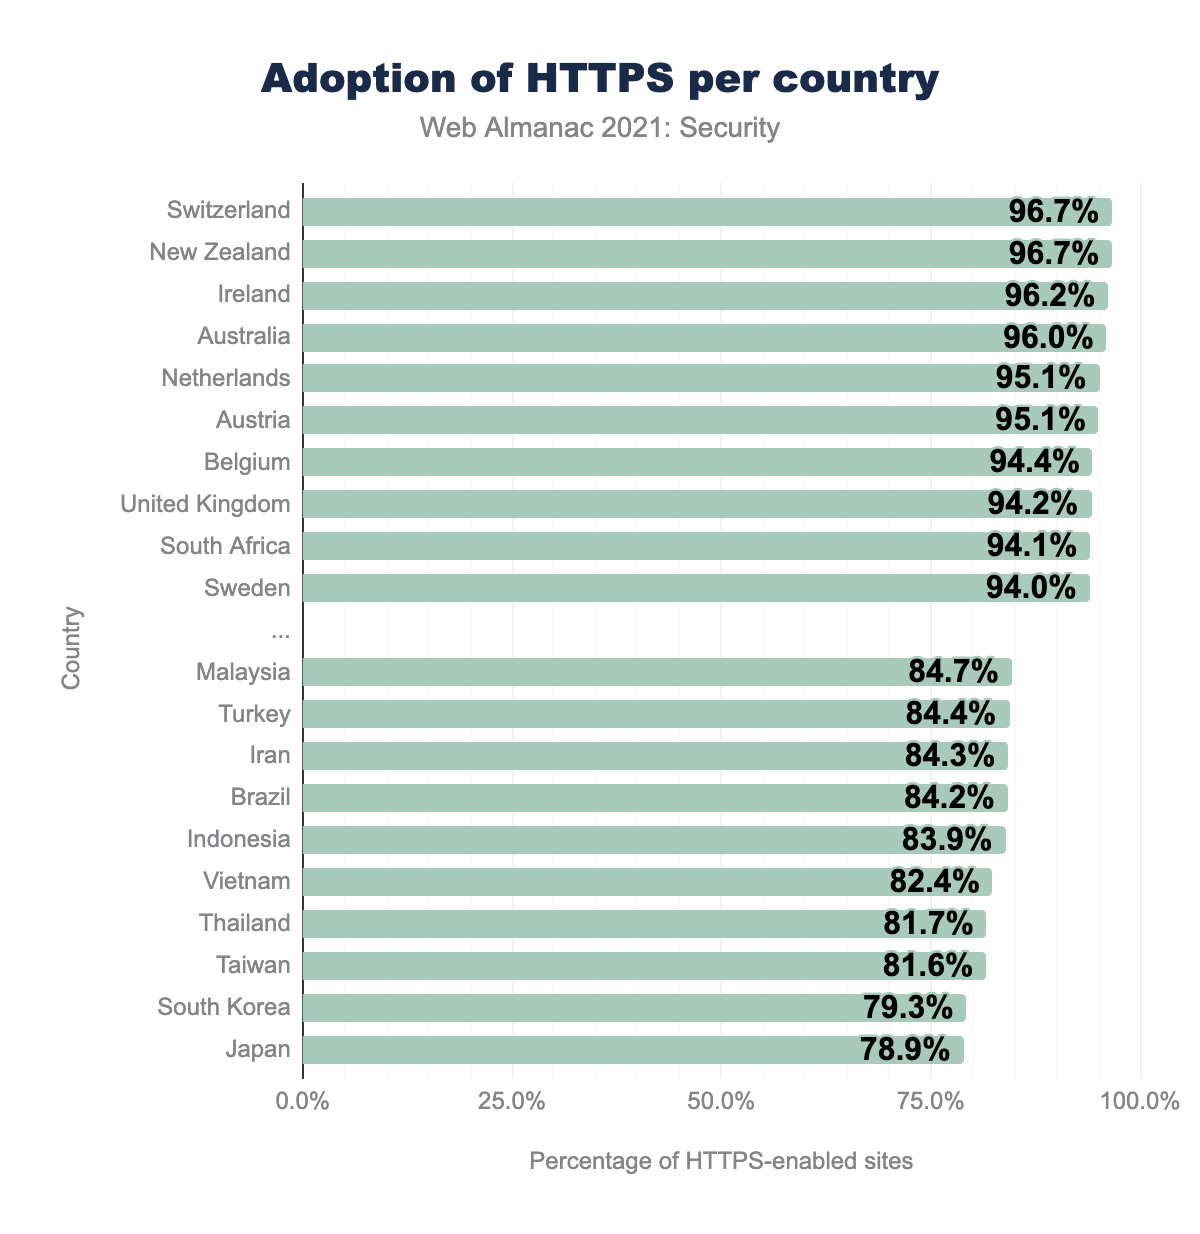 Adoption of HTTPS per country
Web Almanac 2021: Security
Country
Switzerland 96.7%
New Zealand 96.7%
Ireland 96.2%
Australia 96.0%
Netherlands 95.1%
Austria 95.1%
Belgium 94.4%
United Kingdom 94.2%
South Africa 94.1%
Sweden 94.0%
...
Malaysia 84.7%
Turkey 84.4%
Iran 84.3%
Brazil 84.2%
Indonesia 83.9%
Vietnam 82.4%
Thailand 81.7%
Taiwan 81.6%
South Korea 79.3%
Japan 78.9%
0.0% 25.0% 50.0% 75.0% 100.0%
Percentage of HTTPS-enabled sites